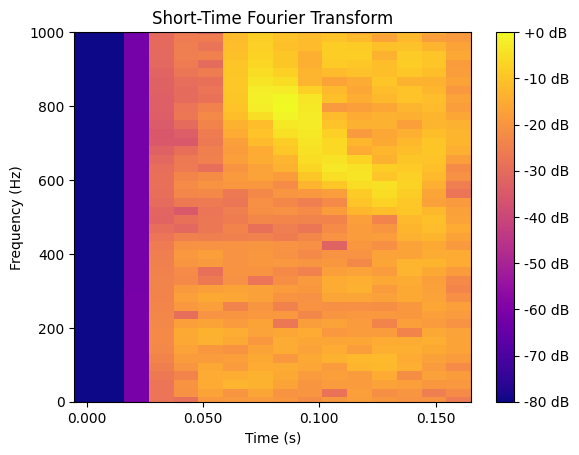 Short-Time Fourier Transform
1000
800
600
400
200
0
Frequency (Hz)
0.000
0.050
0.100
0.150
Time (s)
+0 dB
-10 dB
-20 dB
-30 dB
-40 dB
-50 dB
-60 dB
-70 dB
-80 dB